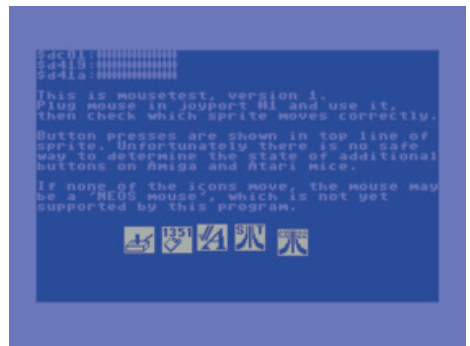 $dc01:
$d419:
$d41a:
This is mousetest, version 1.
Plug mouse in joyport #1 and use it,
then check which sprite moves correctly.
Button presses are shown in top line of
sprite. Unfortunately there is no safe
way to determine the state of additional
buttons on Amiga and Atari mice.
If none of the icons move, the mouse may
be a "NEOS mouse", which is not yet
supported by this program.
1351 ST